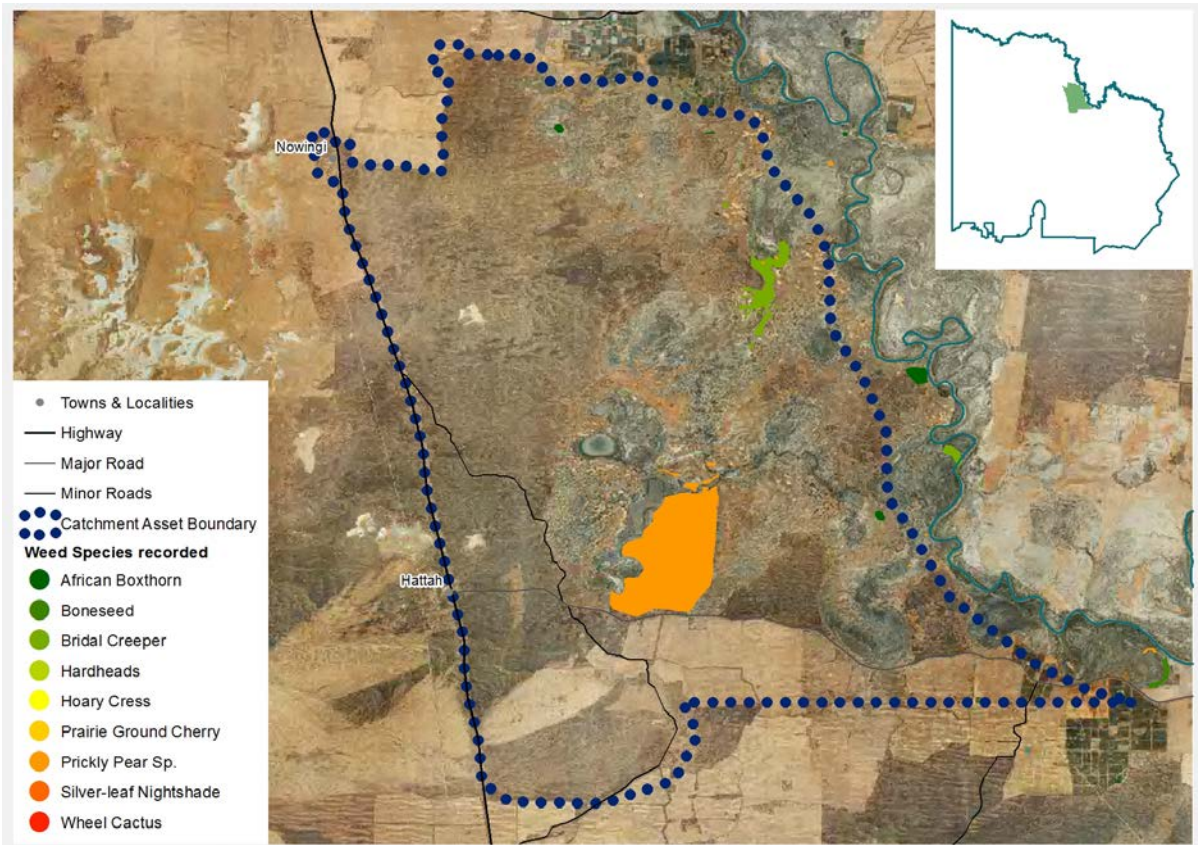 Nowingi
Hattah
Towns & Localities
Highway
Major Road
Minor Roads
Catchment Asset Boundary
Weed Species recorded
African Boxthorn
Boneseed
Bridal Creeper
Hardheads
Hoary Cress
Prairie Ground Cherry
Prickly Pear Sp.
Silver-leaf Nightshade
Wheel Cactus